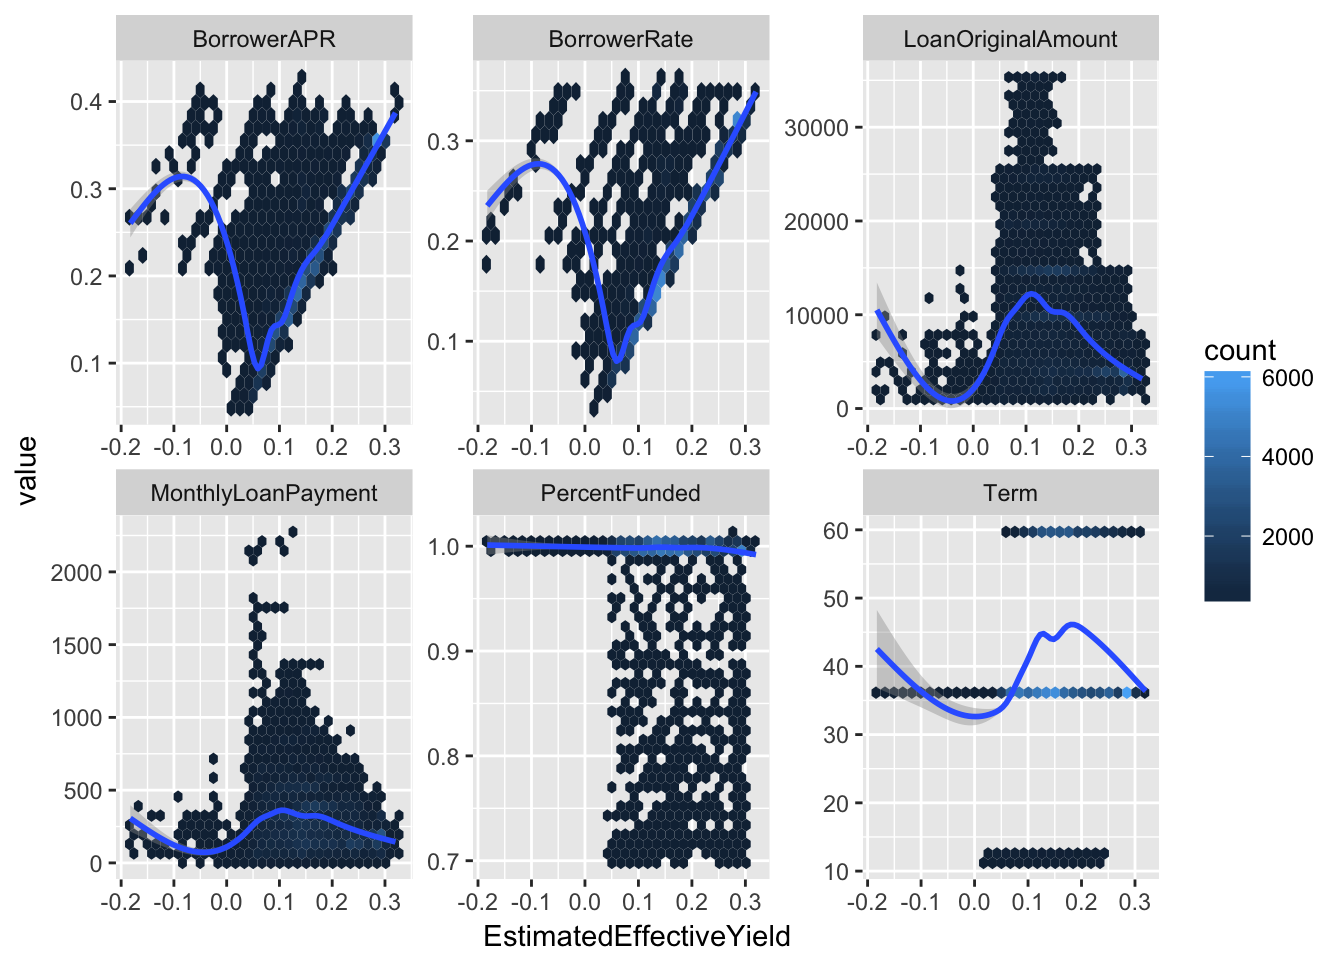 BorrowerAPR
BorrowerRate
LoanOriginalAmount
0.4
0.3
0.2
0.1
0.3
0.2
0.1
30000
20000
10000
0
-0.2 -0.1 0.0 0.1 0.2 0.3
-0.2 -0.1 0.0 0.1 0.2 0.3
-0.2 -0.1 0.0 0.1 0.2 0.3
MonthlyLoanPayment
PercentFunded
Term
2000
1500
1000
500
0
1.0
0.9
0.8
0.7
60
50
40
30
20
10
-0.2 -0.1 0.0 0.1 0.2 0.3
-0.2 -0.1 0.0 0.1 0.2 0.3
-0.2 -0.1 0.0 0.1 0.2 0.3
value
EstimatedEffectiveYield
count
6000
4000
2000